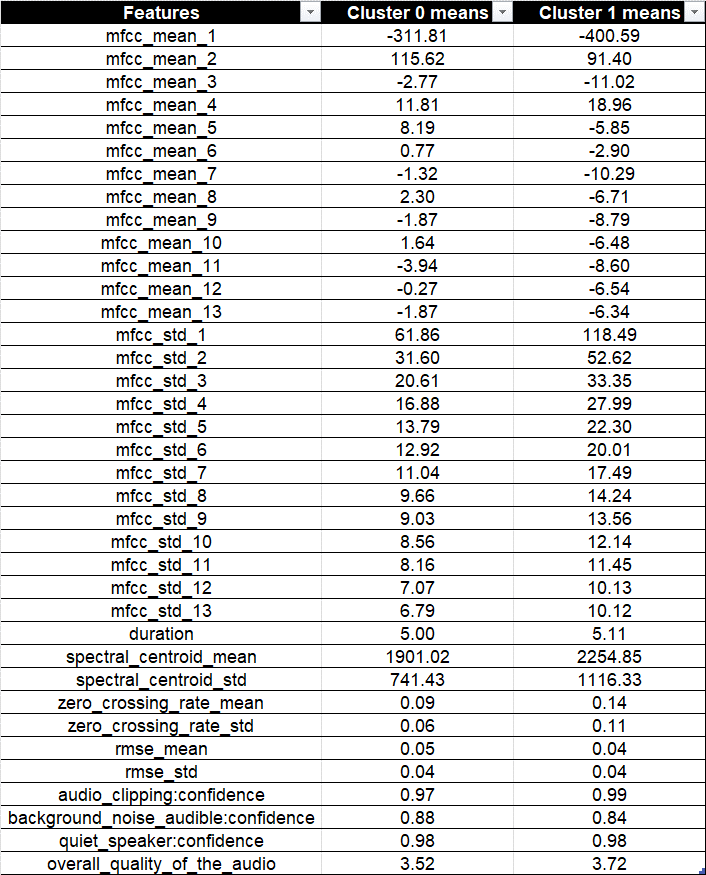 Features Cluster 0 means Cluster 1 means
mfcc_mean_1 -311.81 -400.59
mfcc_mean_2 115.62 91.40
mfcc_mean_3 -2.77 -11.02
mfcc_mean_4 11.81 18.96
mfcc_mean_5 8.19 -5.85
mfcc_mean_6 0.77 -2.90
mfcc_mean_7 -1.32 -10.29
mfcc_mean_8 2.30 -6.71
mfcc_mean_9 -1.87 -8.79
mfcc_mean_10 1.64 -6.48
mfcc_mean_11 -3.94 -8.60
mfcc_mean_12 -0.27 -6.54
mfcc_mean_13 -1.87 -6.34
mfcc_std_1 61.86 118.49
mfcc_std_2 31.60 52.62
mfcc_std_3 20.61 33.35
mfcc_std_4 16.88 27.99
mfcc_std_5 13.79 22.30
mfcc_std_6 12.92 20.01
mfcc_std_7 11.04 17.49
mfcc_std_8 9.66 14.24
mfcc_std_9 9.03 13.56
mfcc_std_10 8.56 12.14
mfcc_std_11 8.16 11.45
mfcc_std_12 7.07 10.13
mfcc_std_13 6.79 10.12
duration 5.00 5.11
spectral_centroid_mean 1901.02 2254.85
spectral_centroid_std 741.43 1116.33
zero_crossing_rate_mean 0.09 0.14
zero_crossing_rate_std 0.06 0.11
rmse_mean 0.05 0.04
rmse_std 0.04 0.04
audio_clipping:confidence 0.97 0.99
background_noise_audible:confidence 0.88 0.84
quiet_speaker:confidence 0.98 0.98
overall_quality_of_the_audio 3.52 3.72